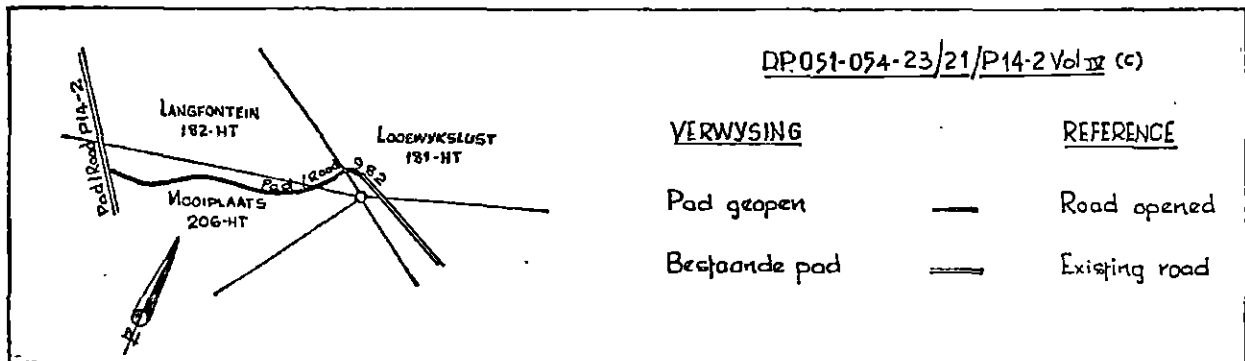 DP.051-054-23/21/P14-2 Vol IV (c)
Pad/Road P14-2
LANGFONTEIN
182-HT
LODEWYKSLUST
181-HT
Pad/Road 982
MOOIPLAATS
206-HT
VERWYSING
REFERENCE
Pad geopen
Road opened
Bestaande pad
Existing road